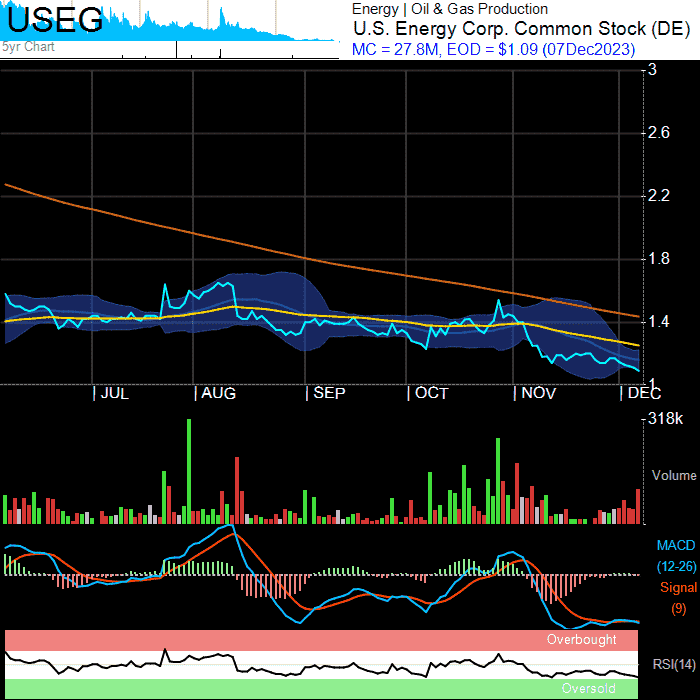 USEG
5yr Chart
Energy | Oil & Gas Production
U.S. Energy Corp. Common Stock (DE)
MC = 27.8M, EOD = $1.09 (07Dec2023)
3
2.6
2.2
1.8
1.4
1
JUL AUG SEP OCT NOV DEC
318k
Volume
MACD
(12-26)
Signal
(9)
Overbought
RSI(14)
Oversold